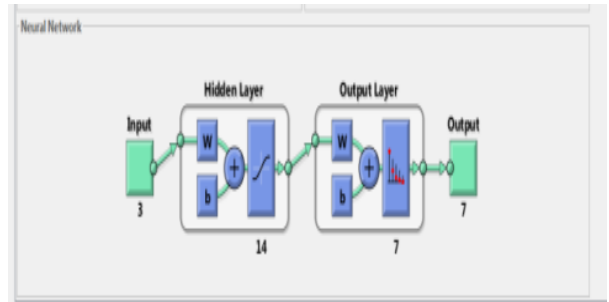 Neural Network
Hidden Layer
Output Layer
Input
Output
W
W
b
b
3
14
7
7